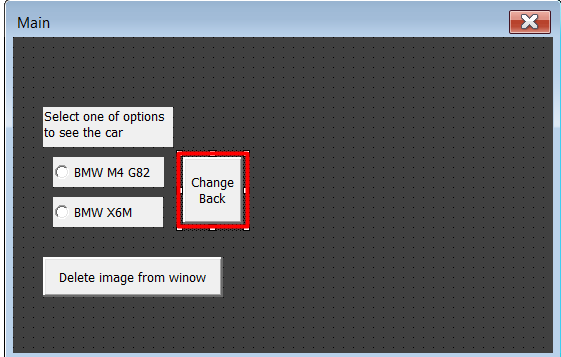 Main
Select one of options
to see the car
BMW M4 G82
Change
Back
BMW X6M
Delete image from winow